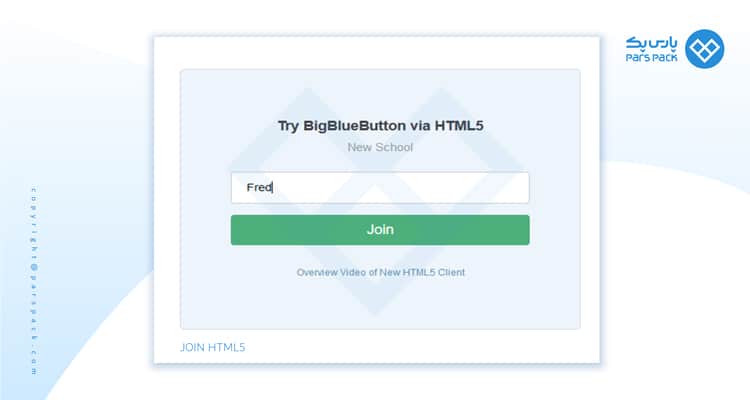 پارس پک
PARS PACK
Try BigBlueButton via HTML5
New School
Fred
Join
Overview Video of New HTML5 Client
JOIN HTML5
copyright@parspack.com